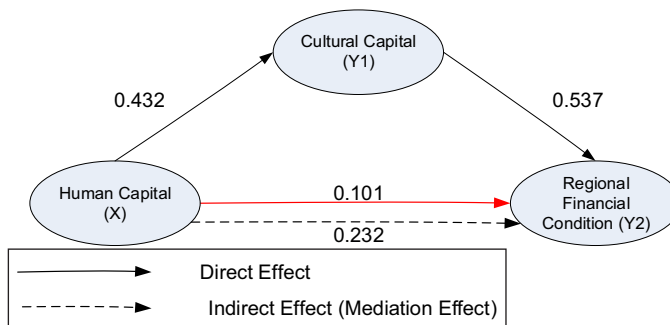 Cultural Capital
(Y1)
0.432
0.537
Human Capital
(X)
0.101
0.232
Regional
Financial
Condition (Y2)
Direct Effect
Indirect Effect (Mediation Effect)